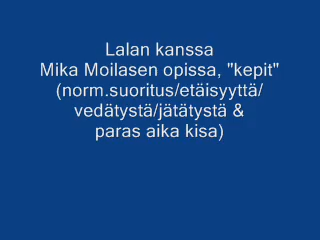 Lalan kanssa
Mika Moilasen opissa, "kepit"
(norm.suoritus/etäisyyttä/
vedätystä/jätätystä &
paras aika kisa)